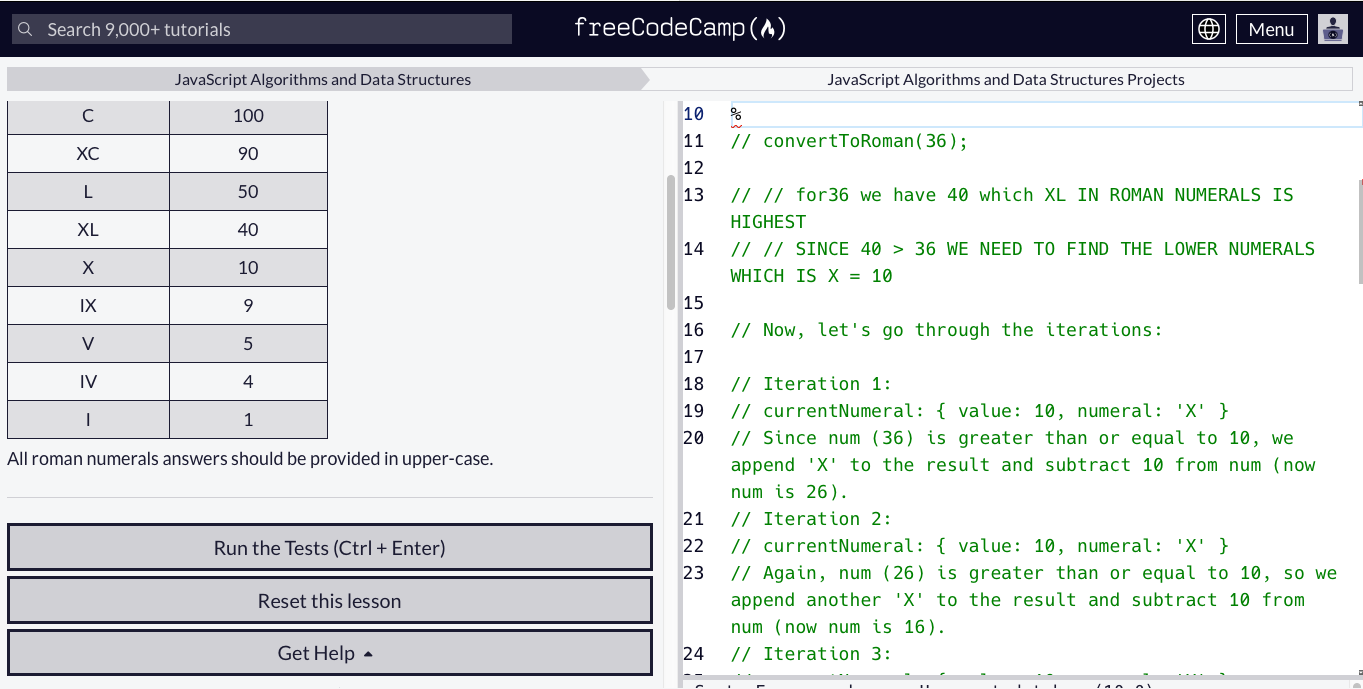 Search 9,000+ tutorials
freeCodeCamp
Menu
JavaScript Algorithms and Data Structures
JavaScript Algorithms and Data Structures Projects
C 100
XC 90
L 50
XL 40
X 10
IX 9
V 5
IV 4
I 1
All roman numerals answers should be provided in upper-case.
Run the Tests (Ctrl + Enter)
Reset this lesson
Get Help
10 %
11 // convertToRoman(36);
12
13 // // for36 we have 40 which XL IN ROMAN NUMERALS IS
HIGHEST
14 // // SINCE 40 > 36 WE NEED TO FIND THE LOWER NUMERALS
WHICH IS X = 10
15
16 // Now, let's go through the iterations:
17
18 // Iteration 1:
19 // currentNumeral: { value: 10, numeral: 'X' }
20 // Since num (36) is greater than or equal to 10, we
append 'X' to the result and subtract 10 from num (now
num is 26).
21 // Iteration 2:
22 // currentNumeral: { value: 10, numeral: 'X' }
23 // Again, num (26) is greater than or equal to 10, so we
append another 'X' to the result and subtract 10 from
num (now num is 16).
24 // Iteration 3: